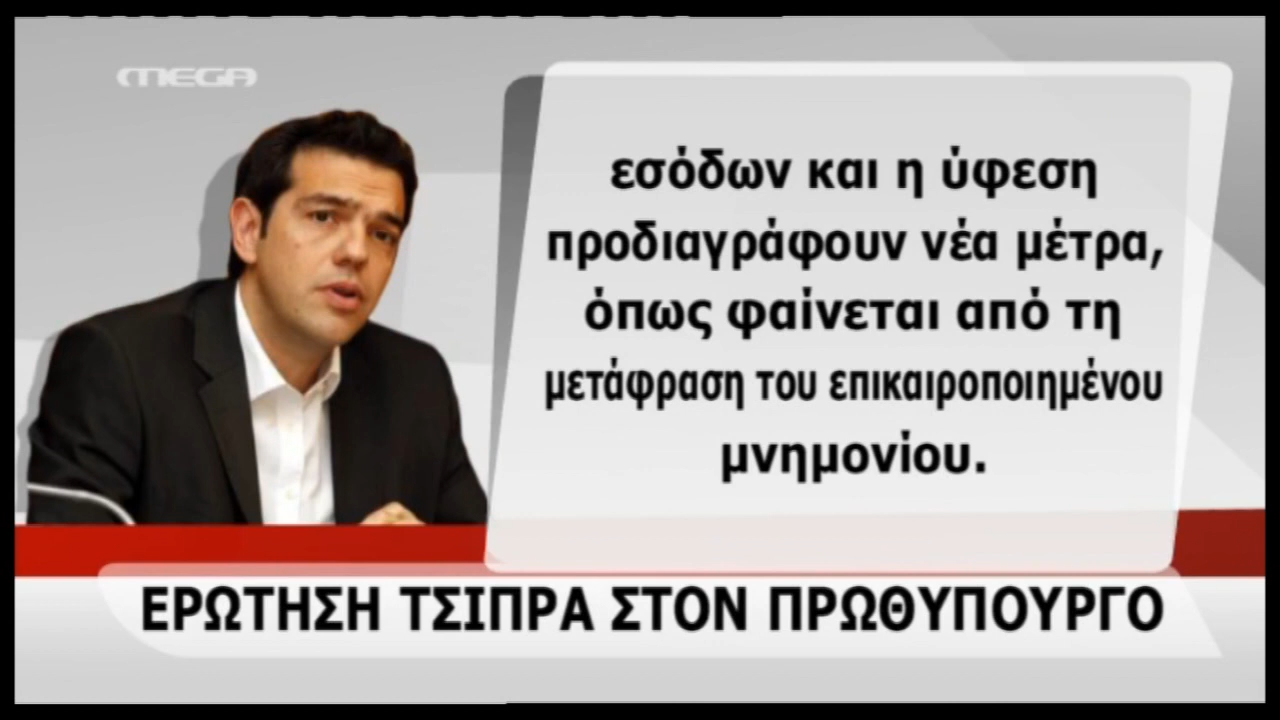 MEGA
εσόδων και η ύφεση
προδιαγράφουν νέα μέτρα,
όπως φαίνεται από τη
μετάφραση του επικαιροποιημένου
μνημονίου.
ΕΡΩΤΗΣΗ ΤΣΙΠΡΑ ΣΤΟΝ ΠΡΩΘΥΠΟΥΡΓΟ